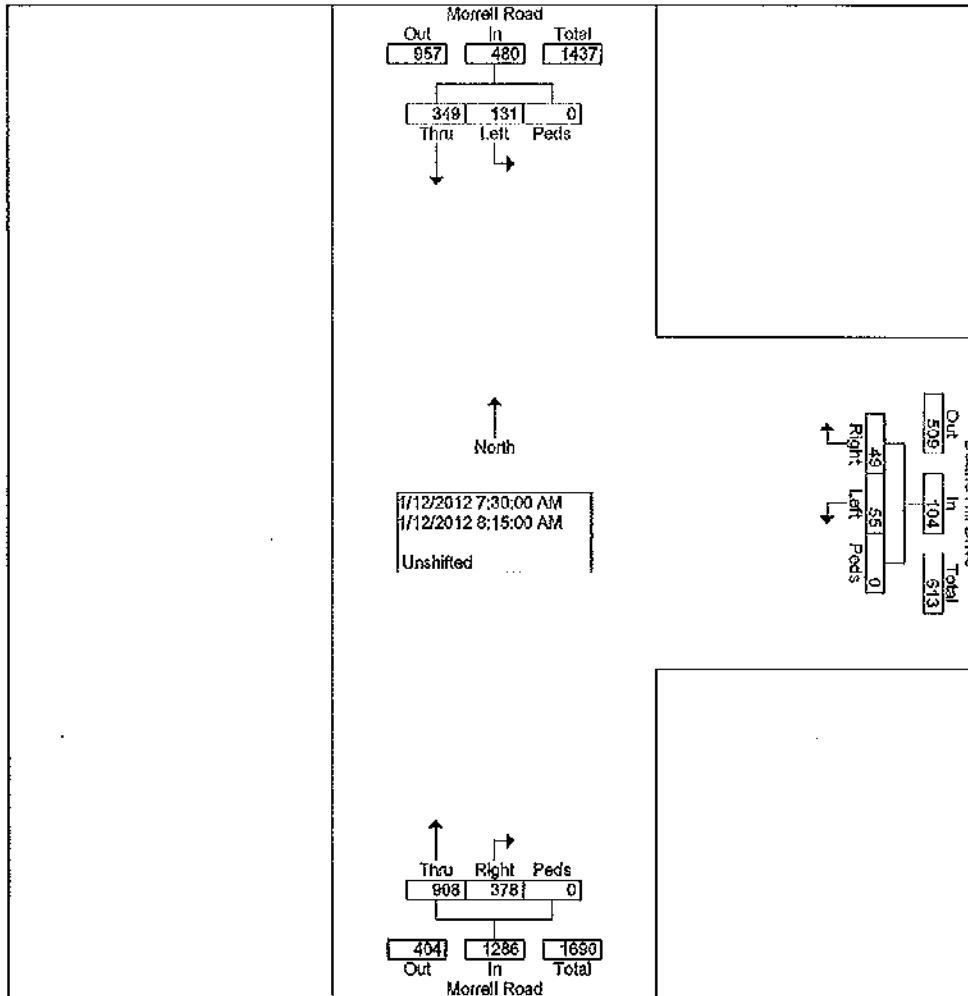 Morrell Road
Out In Total
957 480 1437
349 131 0
Thru Left Peds
North
1/12/2012 7:30:00 AM
1/12/2012 8:15:00 AM
Unshifted
Out In Total
509 104 613
49 55 0
Right Left Peds
Thru Right Peds
908 378 0
404 1286 1690
Out In Total
Morrell Road